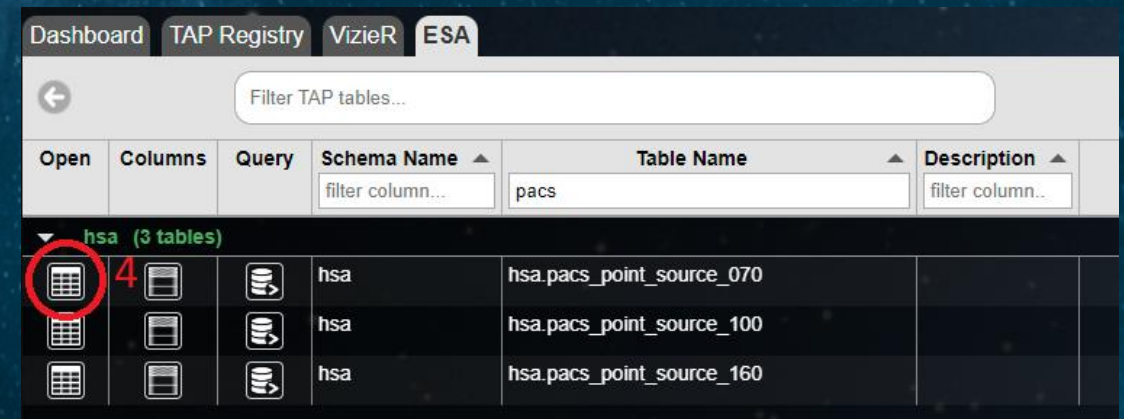 Dashboard TAP Registry VizieR ESA
Filter TAP tables...
Open Columns Query Schema Name Table Name Description
filter column... pacs filter column..
hsa (3 tables)
4 hsa hsa.pacs_point_source_070
hsa hsa.pacs_point_source_100
hsa hsa.pacs_point_source_160